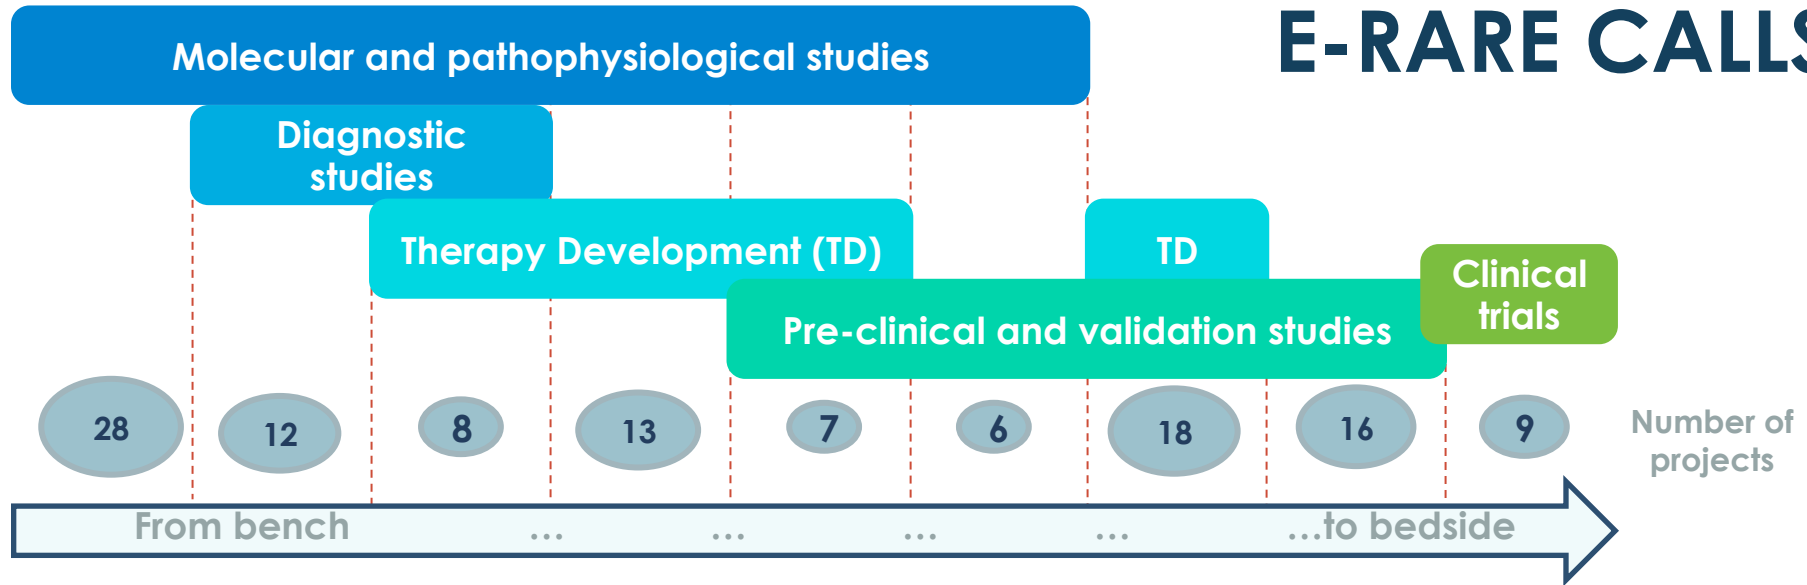 E-RARE CALLS
Molecular and pathophysiological studies
Diagnostic
studies
Therapy Development (TD)
TD
Clinical
trials
Pre-clinical and validation studies
28
12
8
13
7
6
18
16
9
Number of
projects
From bench
...
...
...
...
...to bedside